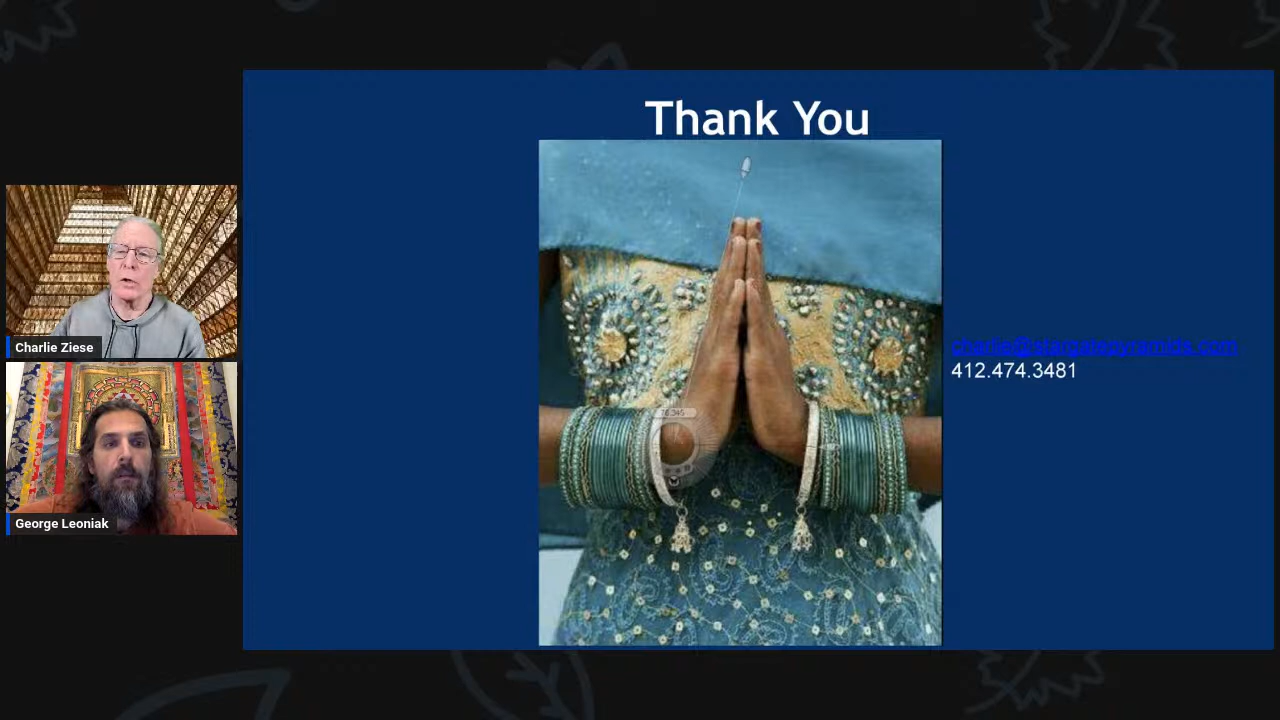 Thank You
Charlie Ziese
George Leoniak
charlie@stargatepyramids.com
412.474.3481